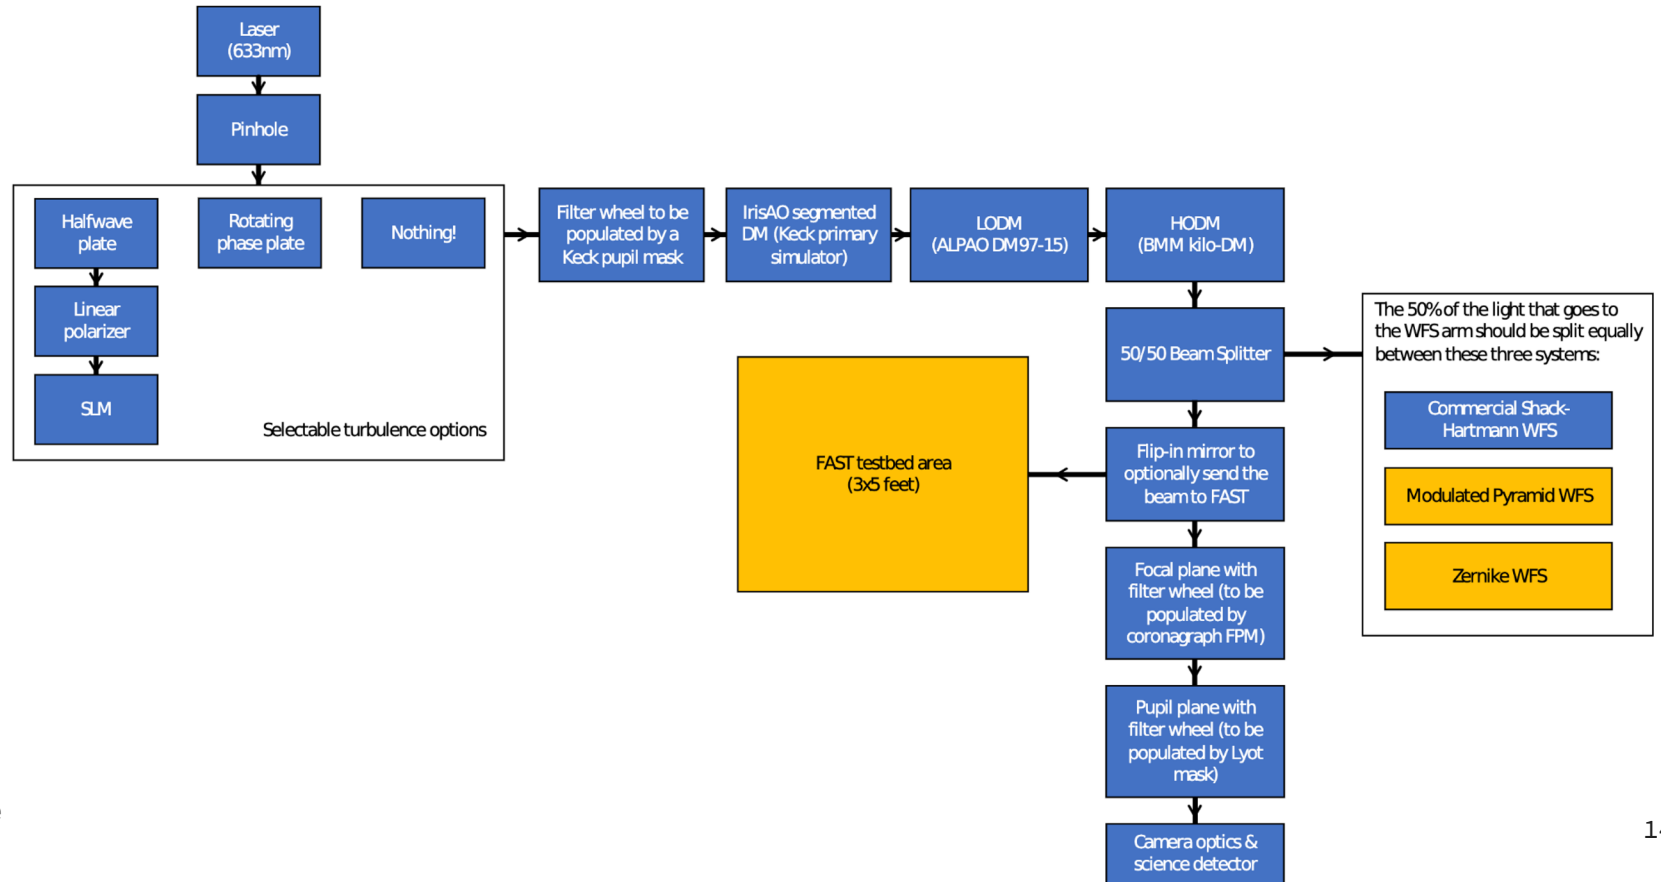 Laser
(633nm)
Pinhole
Halfwave
plate
Linear
polarizer
SLM
Rotating
phase plate
Nothing!
Selectable turbulence options
Filter wheel to be
populated by a
Keck pupil mask
IrisAO segmented
DM (Keck primary
simulator)
LODM
(ALPAO DM97-15)
HODM
(BMM kilo-DM)
50/50 Beam Splitter
The 50% of the light that goes to
the WFS arm should be split equally
between these three systems:
Commercial Shack-
Hartmann WFS
Modulated Pyramid WFS
Zernike WFS
Flip-in mirror to
optionally send the
beam to FAST
FAST testbed area
(3x5 feet)
Focal plane with
filter wheel (to be
populated by
coronagraph FPM)
Pupil plane with
filter wheel (to be
populated by Lyot
mask)
Camera optics &
science detector